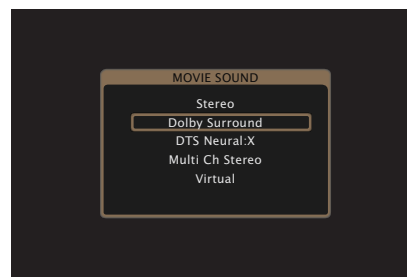 MOVIE SOUND
Stereo
Dolby Surround
DTS Neural:X
Multi Ch Stereo
Virtual